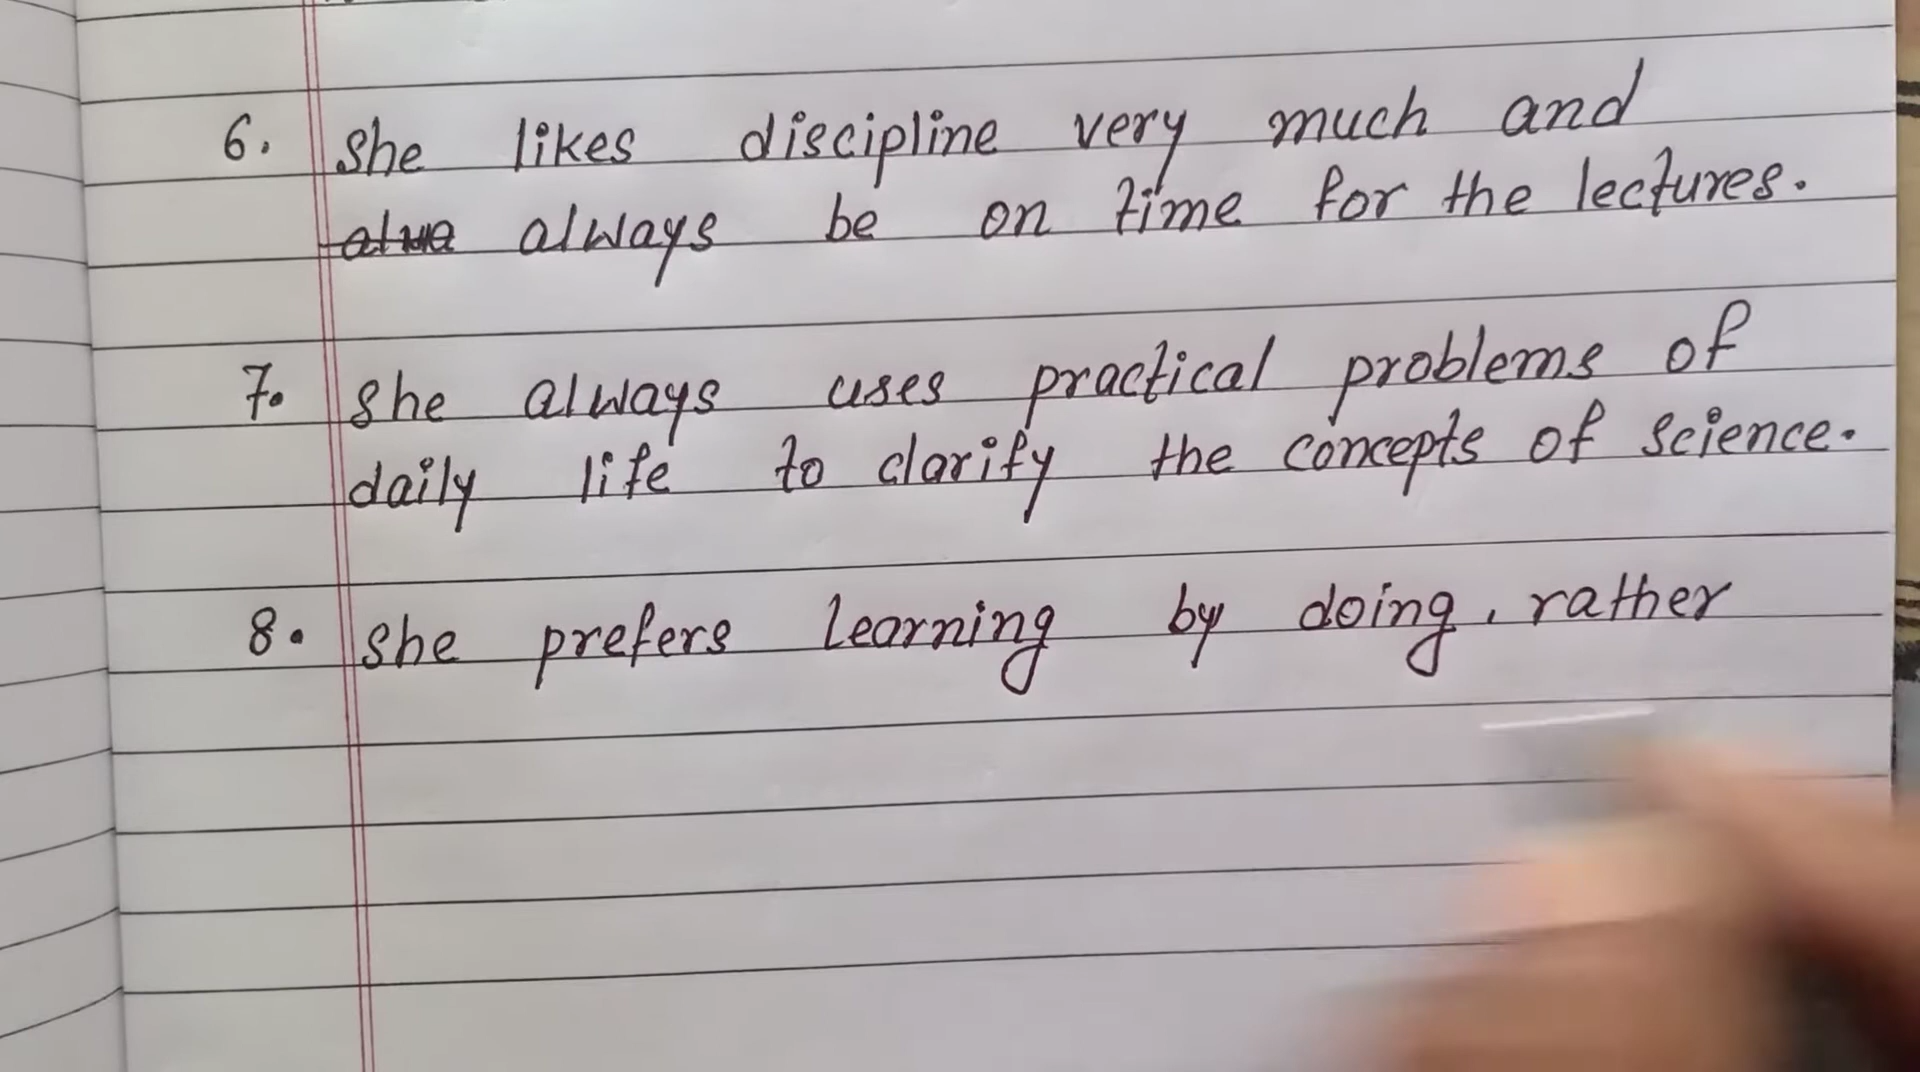 6. She likes discipline very much and
always be on time for the lectures.
7. She always uses practical problems of
daily life to clarify the concepts of science.
8. She prefers learning by doing, rather